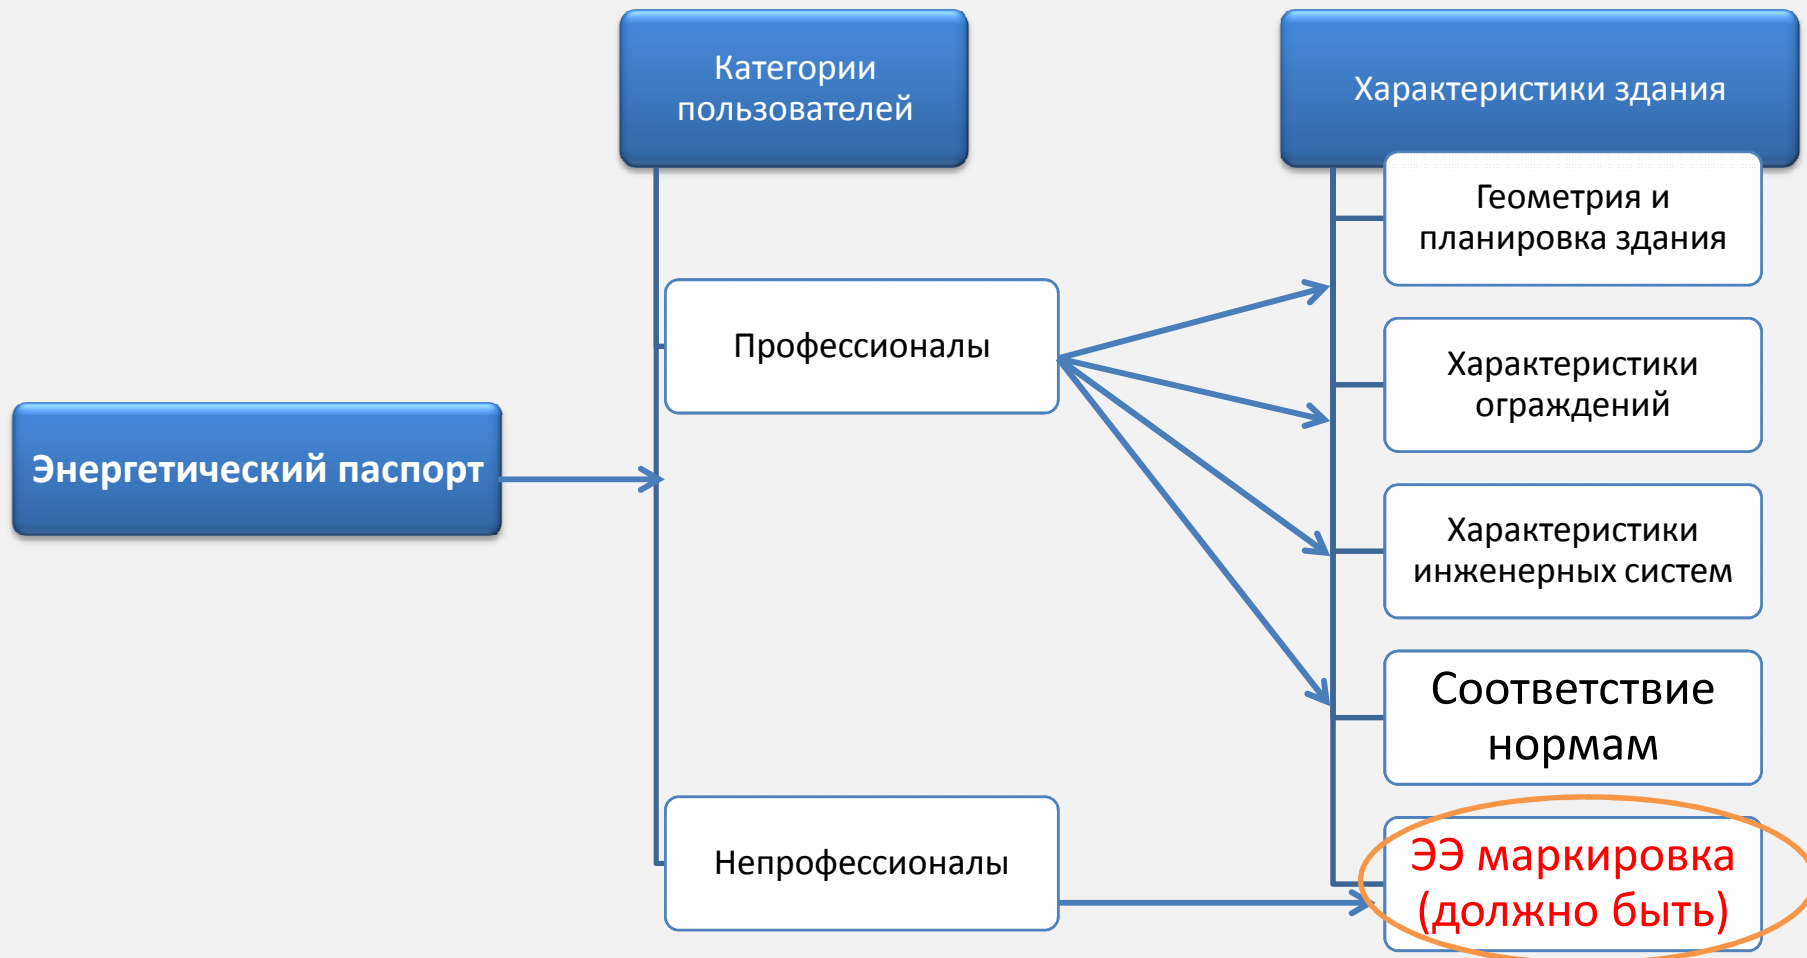 Категории
пользователей
Характеристики здания
Геометрия и
планировка здания
Профессионалы
Характеристики
ограждений
Энергетический паспорт
Характеристики
инженерных систем
Соответствие
нормам
Непрофессионалы
ЭЭ маркировка
(должно быть)